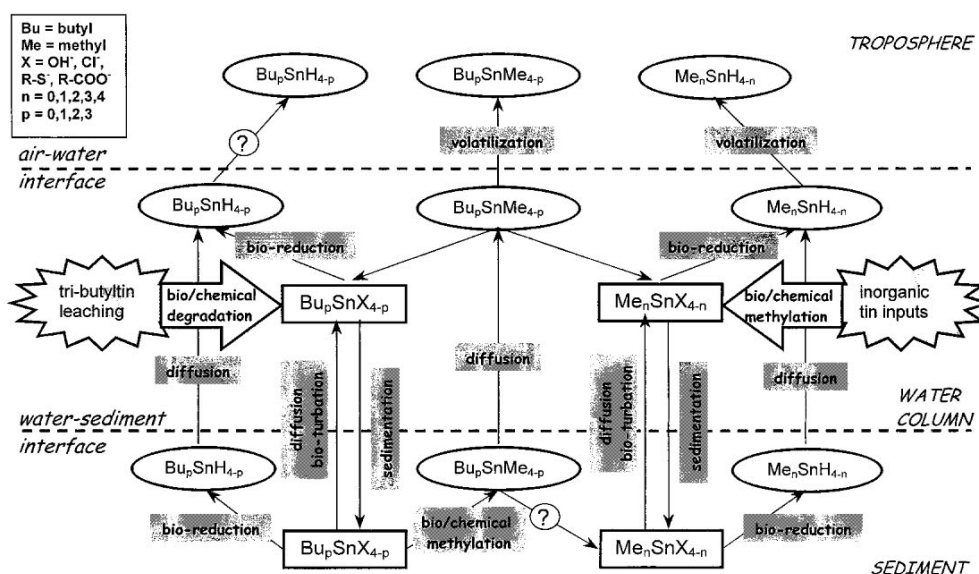 Bu = butyl
Me = methyl
X = OH⁻, Cl⁻,
R-S⁻, R-COO⁻
n = 0,1,2,3,4
p = 0,1,2,3
TROPOSPHERE
BuₚSnH₄₋ₚ
BuₚSnMe₄₋ₚ
MeₙSnH₄₋ₙ
?
volatilization
volatilization
air-water
interface
BuₚSnH₄₋ₚ
BuₚSnMe₄₋ₚ
MeₙSnH₄₋ₙ
bio-reduction
bio-reduction
tri-butyltin
leaching
bio/chemical
degradation
BuₚSnX₄₋ₚ
MeₙSnX₄₋ₙ
bio/chemical
methylation
inorganic
tin inputs
diffusion
diffusion
bio-turbation
sedimentation
diffusion
diffusion
bio-turbation
sedimentation
diffusion
WATER
COLUMN
water-sediment
interface
BuₚSnH₄₋ₚ
BuₚSnMe₄₋ₚ
MeₙSnH₄₋ₙ
bio-reduction
BuₚSnX₄₋ₚ
bio/chemical
methylation
?
MeₙSnX₄₋ₙ
bio-reduction
SEDIMENT